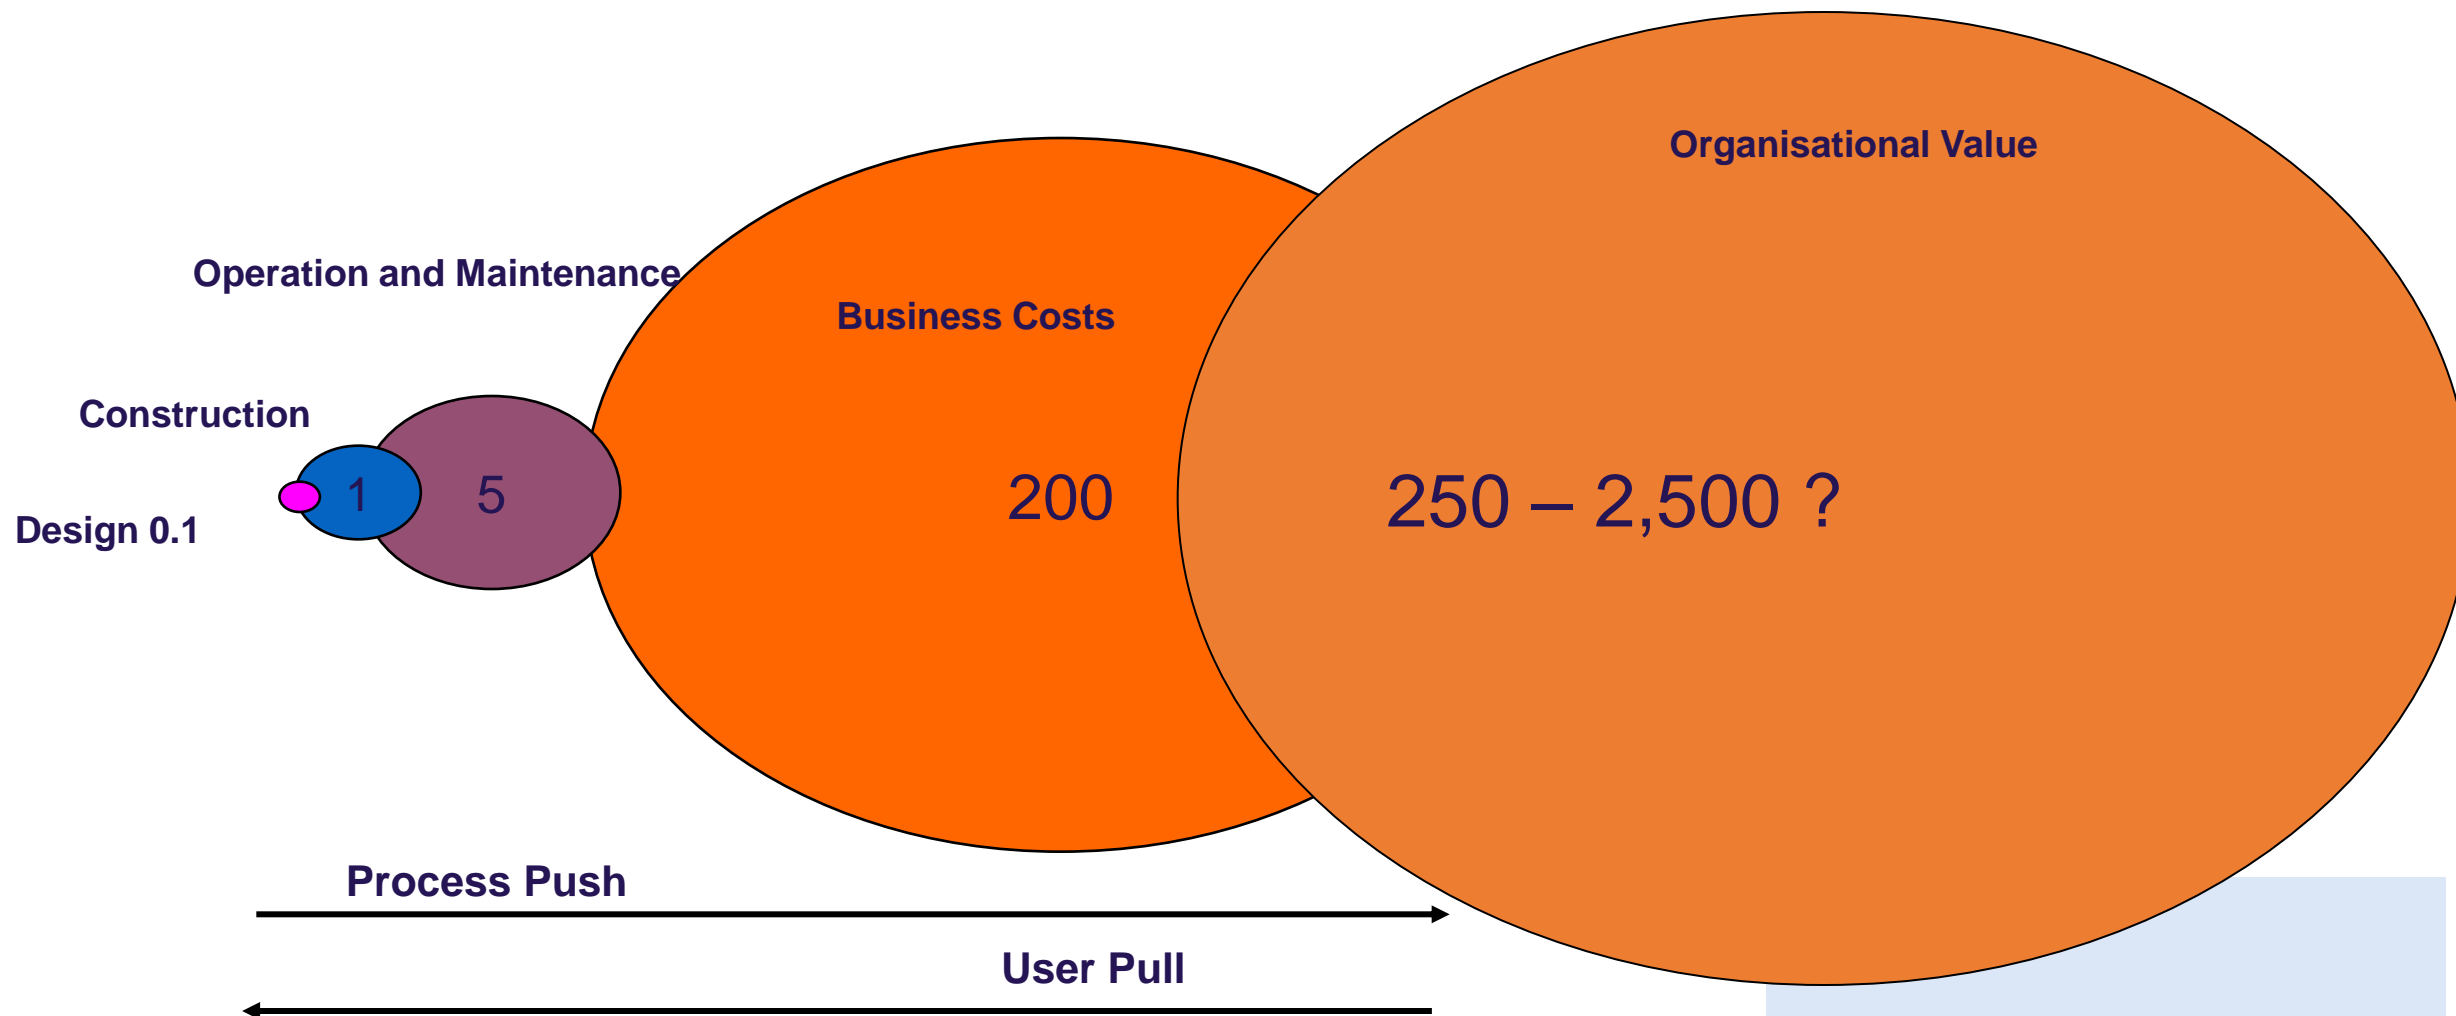 Organisational Value
Operation and Maintenance
Business Costs
Construction
1
5
200
250 – 2,500 ?
Design 0.1
Process Push
User Pull